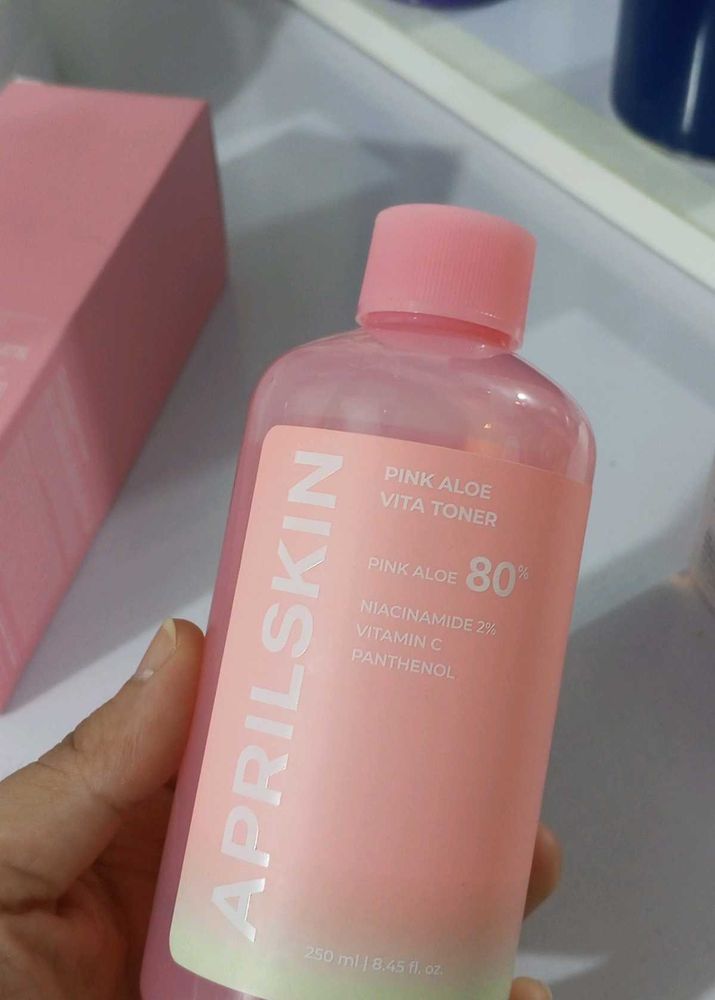 APRILSKIN
PINK ALOE
VITA TONER
PINK ALOE 80%
NIACINAMIDE 2%
VITAMIN C
PANTHENOL
250 ml | 8.45 fl. oz.